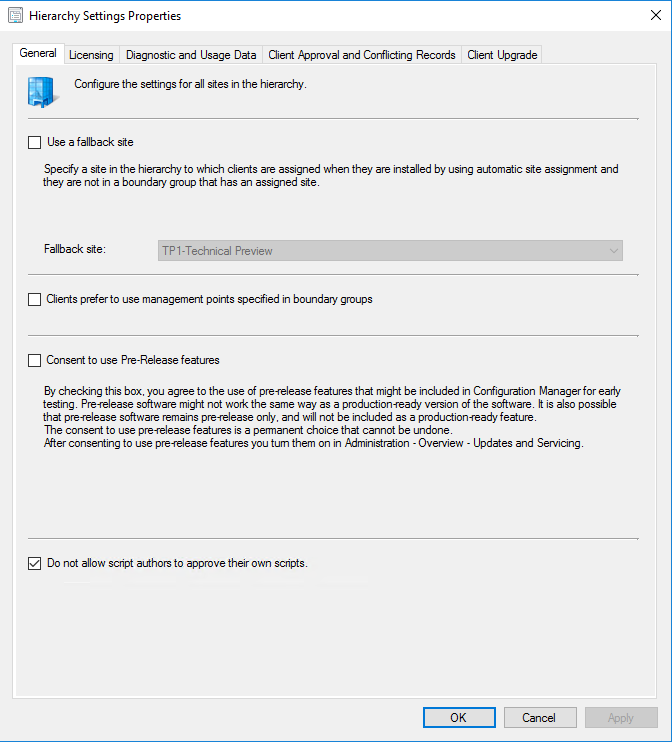 Hierarchy Settings Properties
General
Licensing
Diagnostic and Usage Data
Client Approval and Conflicting Records
Client Upgrade
Configure the settings for all sites in the hierarchy.
Use a fallback site
Specify a site in the hierarchy to which clients are assigned when they are installed by using automatic site assignment and
they are not in a boundary group that has an assigned site.
Fallback site:
TP1-Technical Preview
Clients prefer to use management points specified in boundary groups
Consent to use Pre-Release features
By checking this box, you agree to the use of pre-release features that might be included in Configuration Manager for early
testing. Pre-release software might not work the same way as a production-ready version of the software. It is also possible
that pre-release software remains pre-release only, and will not be included as a production-ready feature.
The consent to use pre-release features is a permanent choice that cannot be undone.
After consenting to use pre-release features you turn them on in Administration - Overview - Updates and Servicing.
Do not allow script authors to approve their own scripts.
OK
Cancel
Apply